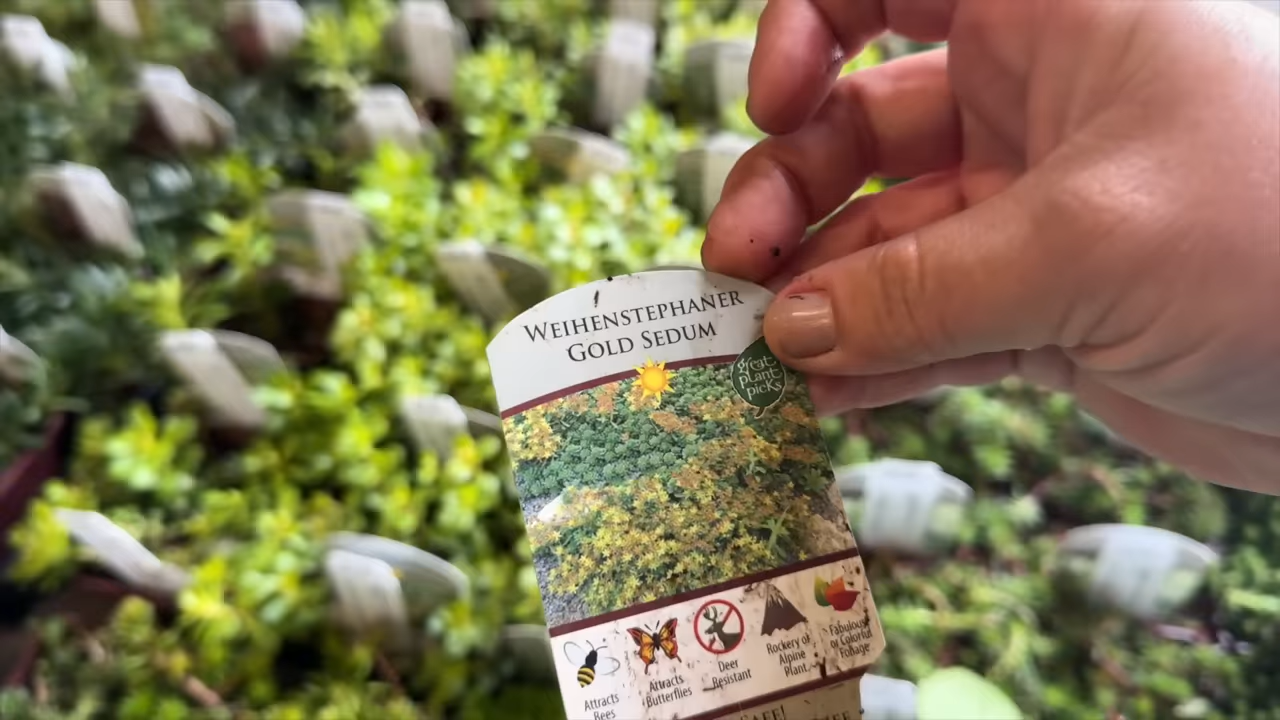 WEIHENSTEPHANER
GOLD SEDUM
great
plant
picks
Attracts
Bees
Attracts
Butterflies
Deer
Resistant
Rockery or
Alpine
Plant
Fabulous
or Colorful
Foliage